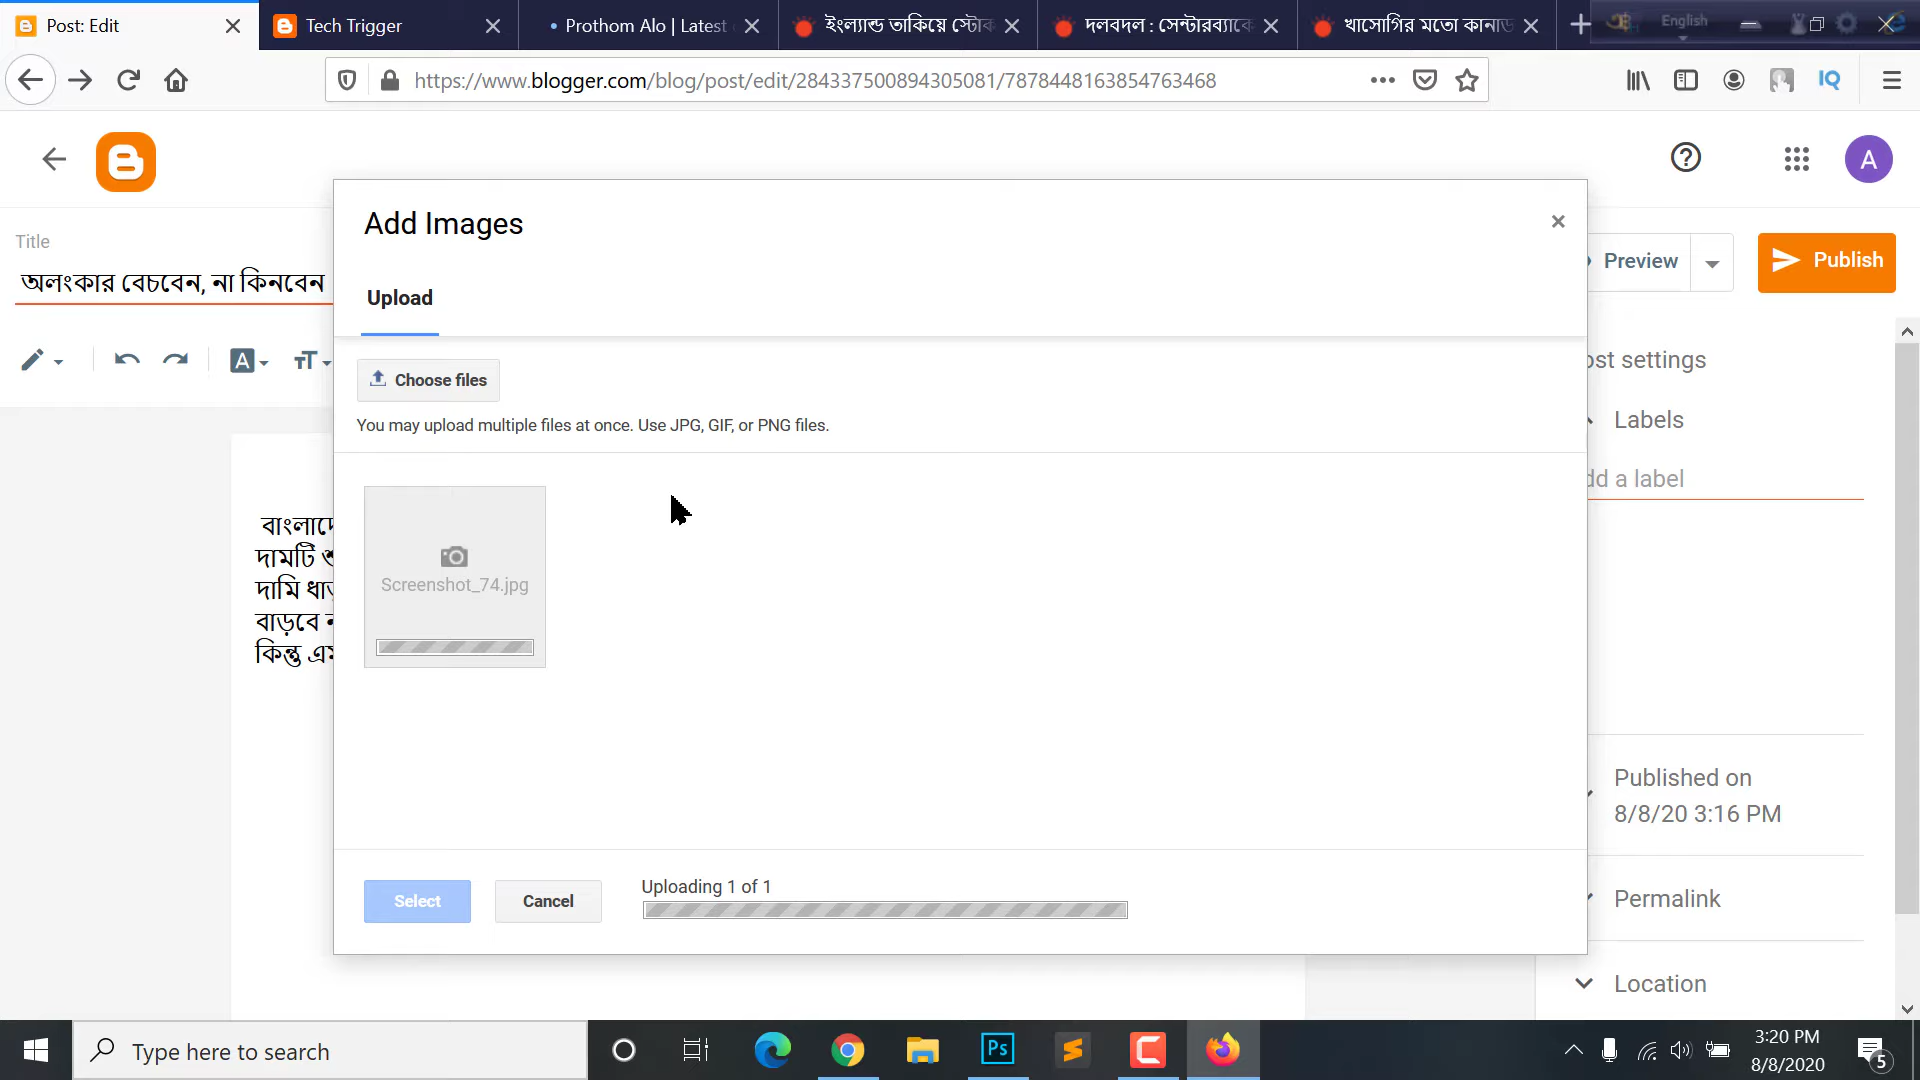 Post: Edit
Tech Trigger
Prothom Alo | Latest
ইংল্যান্ড তাকিয়ে স্টোক
দলবদল : সেন্টারব্যাকে
খাসোগির মতো কানাড
English
https://www.blogger.com/blog/post/edit/284337500894305081/7878448163854763468
IQ
A
Title
অলংকার বেচবেন, না কিনবেন
Add Images
Preview
Publish
Upload
Choose files
You may upload multiple files at once. Use JPG, GIF, or PNG files.
ost settings
Labels
dd a label
বাংলাদে
দামটি
দামি
বাড়বে
কিন্তু
Screenshot_74.jpg
Published on
8/8/20 3:16 PM
Permalink
Location
Select
Cancel
Uploading 1 of 1
Type here to search
Ps
3:20 PM
8/8/2020
5